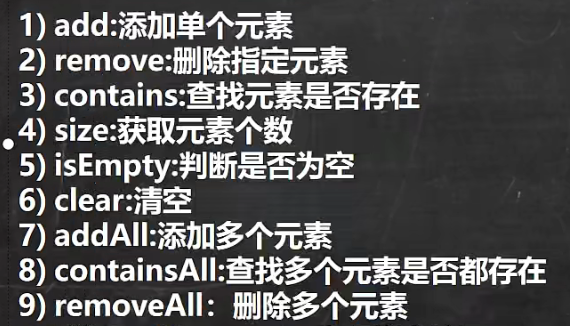 1) add:添加单个元素
2) remove:删除指定元素
3) contains:查找元素是否存在
4) size:获取元素个数
5) isEmpty:判断是否为空
6) clear:清空
7) addAll:添加多个元素
8) containsAll:查找多个元素是否都存在
9) removeAll：删除多个元素